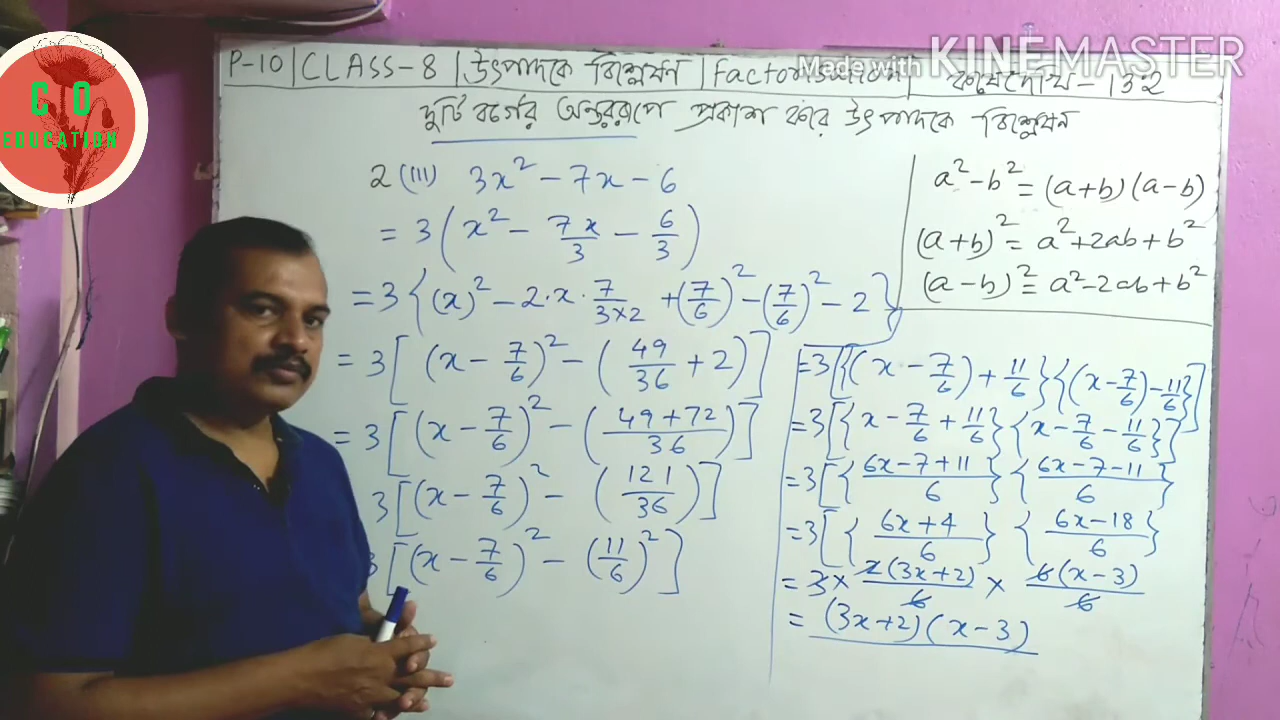 CO
EDUCATION
Made with KINEMASTER
P-10 | CLASS-8 | উৎপাদকে বিশ্লেষন | Factorisation | কষেদেখি-13.2
দুটি বর্গের অন্তররূপে প্রকাশ করে উৎপাদকে বিশ্লেষন
2 (III) 3x² - 7x - 6
= 3 (x² - 7x/3 - 6/3)
= 3 { (x)² - 2·x·7/3×2 + (7/6)² - (7/6)² - 2 }
= 3 [ (x - 7/6)² - (49/36 + 2) ]
= 3 [ (x - 7/6)² - (49+72/36) ]
3 [ (x - 7/6)² - (121/36) ]
3 [ (x - 7/6)² - (11/6)² ]
a² - b² = (a+b) (a-b)
(a+b)² = a² + 2ab + b²
(a-b)² = a² - 2ab + b²
= 3 [ { (x - 7/6) + 11/6 } { (x - 7/6) - 11/6 } ]
= 3 [ { x - 7/6 + 11/6 } { x - 7/6 - 11/6 } ]
= 3 [ { 6x-7+11/6 } { 6x-7-11/6 }
= 3 [ { 6x+4/6 } { 6x-18/6 }
= 3 × 2(3x+2)/6 × 6(x-3)/6
= (3x+2) (x-3)